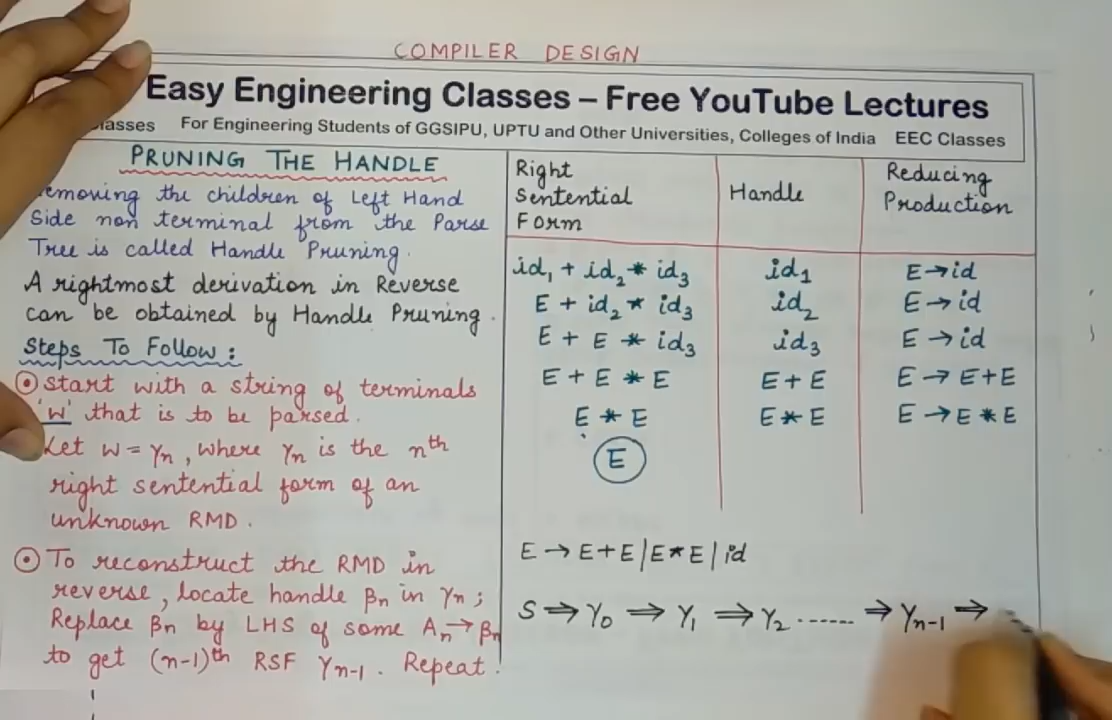 COMPILER DESIGN
Easy Engineering Classes – Free YouTube Lectures
lasses For Engineering Students of GGSIPU, UPTU and Other Universities, Colleges of India EEC Classes
PRUNING THE HANDLE
emoving the children of Left Hand
Side non terminal from the Parse
Tree is called Handle Pruning.
A rightmost derivation in Reverse
can be obtained by Handle Pruning.
Steps To Follow :
⊙ start with a string of terminals
'W' that is to be parsed.
Let W = γn, where γn is the nth
right sentential form of an
unknown RMD.
⊙ To reconstruct the RMD in
reverse, locate handle βn in γn;
Replace βn by LHS of some An→βn
to get (n-1)th RSF γn-1. Repeat.
Right Sentential Form | Handle | Reducing Production
id1 + id2 * id3 | id1 | E→id
E + id2 * id3 | id2 | E→id
E + E * id3 | id3 | E→id
E + E * E | E + E | E→E+E
E * E | E * E | E→E*E
E
E → E+E | E*E | id
S ⇒ γ0 ⇒ γ1 ⇒ γ2 ...... ⇒ γn-1 ⇒